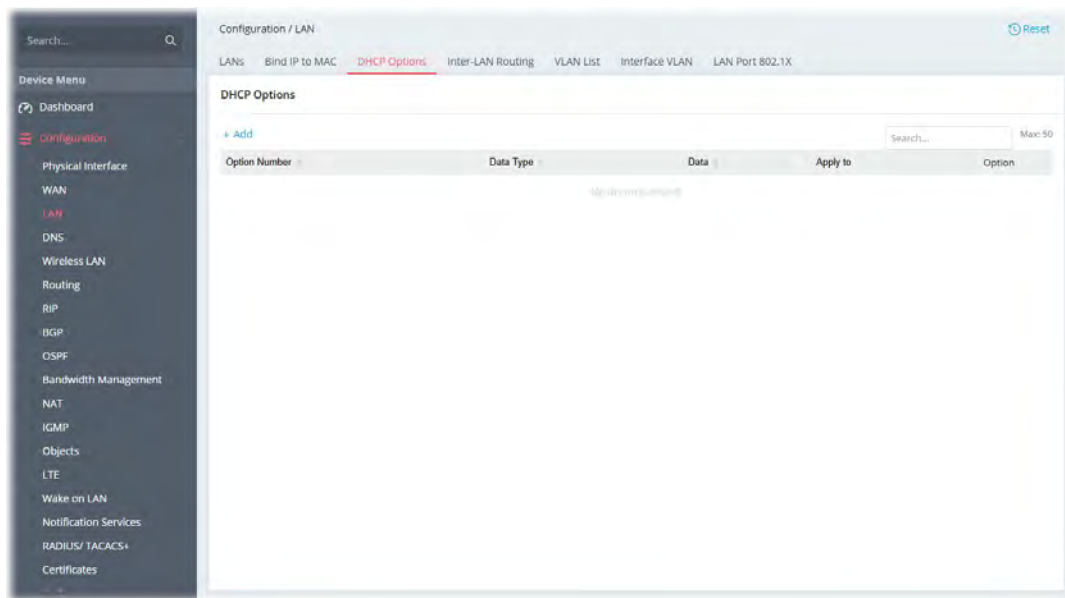 Search...
Device Menu
Dashboard
Configuration
Physical Interface
WAN
LAN
DNS
Wireless LAN
Routing
RIP
BGP
OSPF
Bandwidth Management
NAT
IGMP
Objects
LTE
Wake on LAN
Notification Services
RADIUS/ TACACS+
Certificates
Configuration / LAN
Reset
LANs Bind IP to MAC DHCP Options Inter-LAN Routing VLAN List Interface VLAN LAN Port 802.1X
DHCP Options
+ Add
Search... Max: 50
Option Number Data Type Data Apply to Option